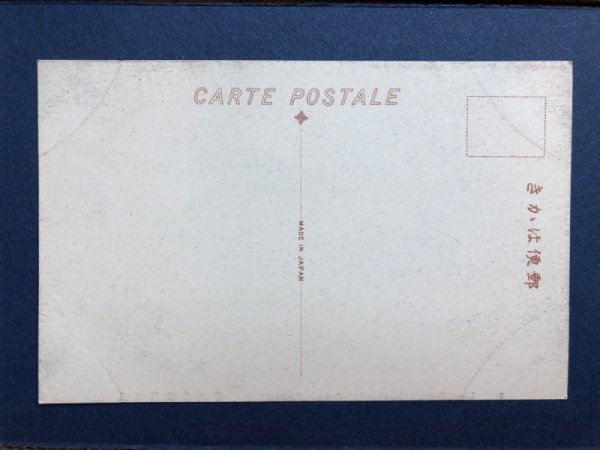 CARTE POSTALE
MADE IN JAPAN
郵便はかき